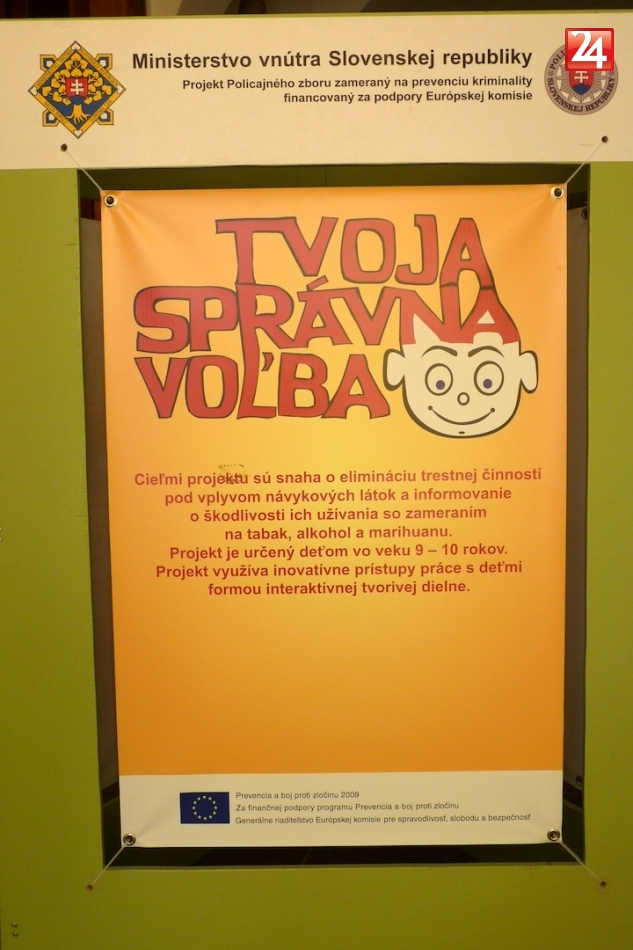 Ministerstvo vnútra Slovenskej republiky
Projekt Policajného zboru zameraný na prevenciu kriminality
financovaný za podpory Európskej komisie
24
SLOVENSKEJ REPUBLIKY
TVOJA
SPRÁVNA
VOĽBA
Cieľmi projektu sú snaha o elimináciu trestnej činnosti
pod vplyvom návykových látok a informovanie
o škodlivosti ich užívania so zameraním
na tabak, alkohol a marihuanu.
Projekt je určený deťom vo veku 9 – 10 rokov.
Projekt využíva inovatívne prístupy práce s deťmi
formou interaktívnej tvorivej dielne.
Prevencia a boj proti zločinu 2009
Za finančnej podpory programu Prevencia a boj proti zločinu
Generálne riaditeľstvo Európskej komisie pre spravodlivosť, slobodu a bezpečnosť